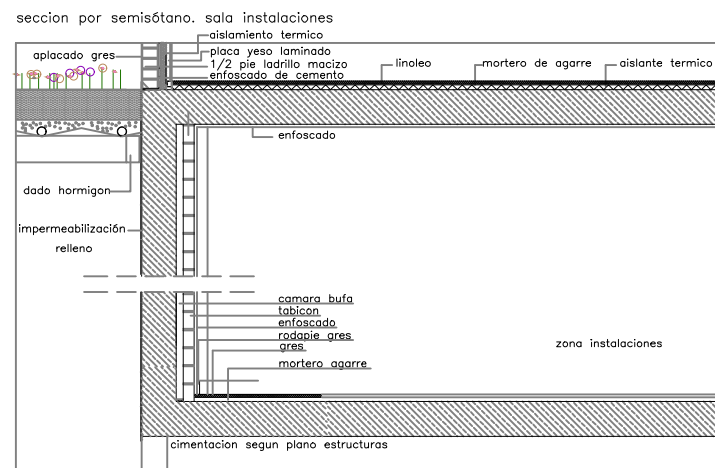 seccion por semisótano. sala instalaciones
aislamiento termico
aplacado gres
placa yeso laminado
1/2 pie ladrillo macizo
enfoscado de cemento
linoleo
mortero de agarre
aislante termico
enfoscado
dado hormigon
impermeabilización
relleno
camara bufa
tabicon
enfoscado
rodapie gres
gres
mortero agarre
zona instalaciones
cimentacion segun plano estructuras